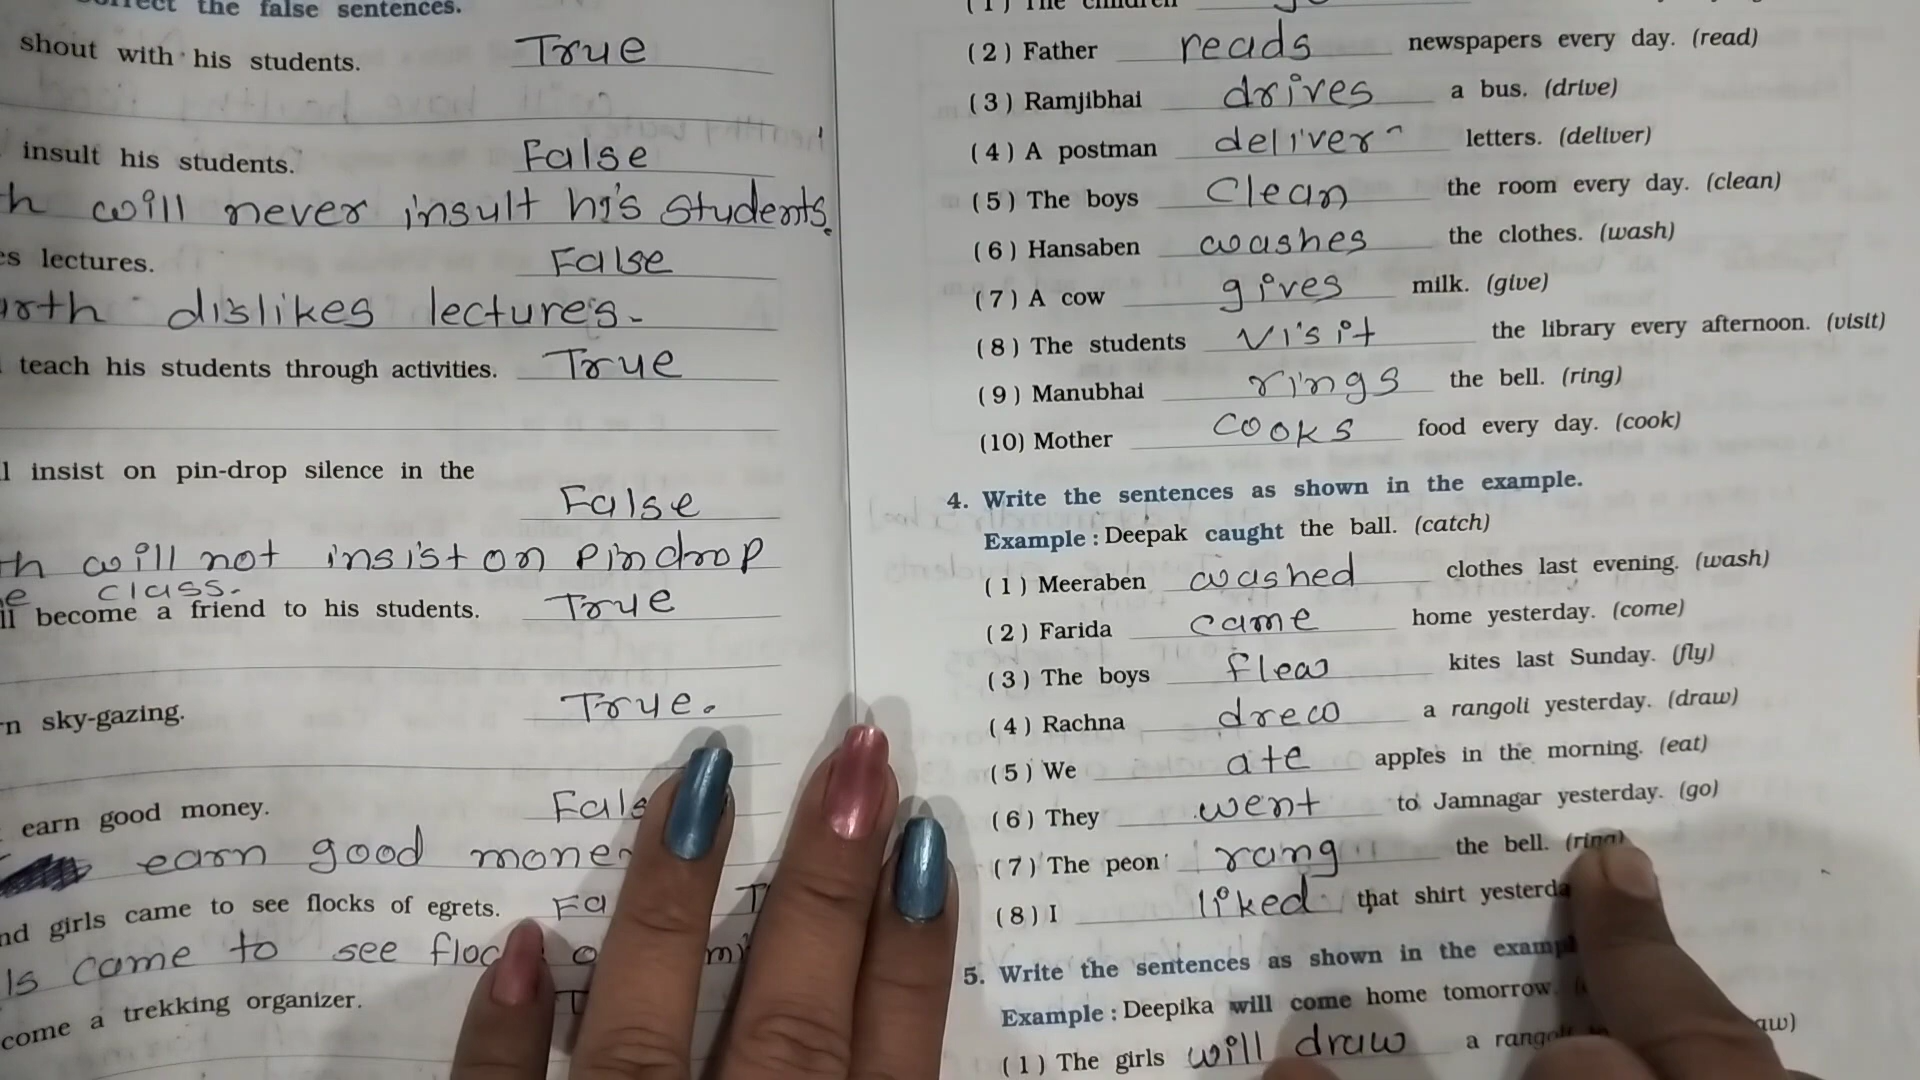 the false sentences.
shout with his students. True
insult his students. False
will never insult his students.
lectures. False
dislikes lectures.
teach his students through activities. True
insist on pin-drop silence in the
False
will not insist on pindrop
class.
become a friend to his students. True
sky-gazing. True.
earn good money.
earn good
girls came to see flocks of egrets.
came to see
a trekking organizer.
(1) The children
(2) Father reads newspapers every day. (read)
(3) Ramjibhai drives a bus. (drive)
(4) A postman letters. (deliver)
(5) The boys Clean the room every day. (clean)
(6) Hansaben washes the clothes. (wash)
(7) A cow gives milk. (give)
(8) The students visit the library every afternoon. (visit)
(9) Manubhai rings the bell. (ring)
(10) Mother cooks food every day. (cook)
4. Write the sentences as shown in the example.
Example : Deepak caught the ball. (catch)
(1) Meeraben washed clothes last evening. (wash)
(2) Farida came home yesterday. (come)
(3) The boys flew kites last Sunday. (fly)
(4) Rachna drew a rangoli yesterday. (draw)
(5) We ate apples in the morning. (eat)
(6) They went to Jamnagar yesterday. (go)
(7) The peon rang the bell. (ring)
(8) I liked that shirt
5. Write the sentences as shown in the
Example : Deepika will come home tomorrow.
(1) The girls will draw a